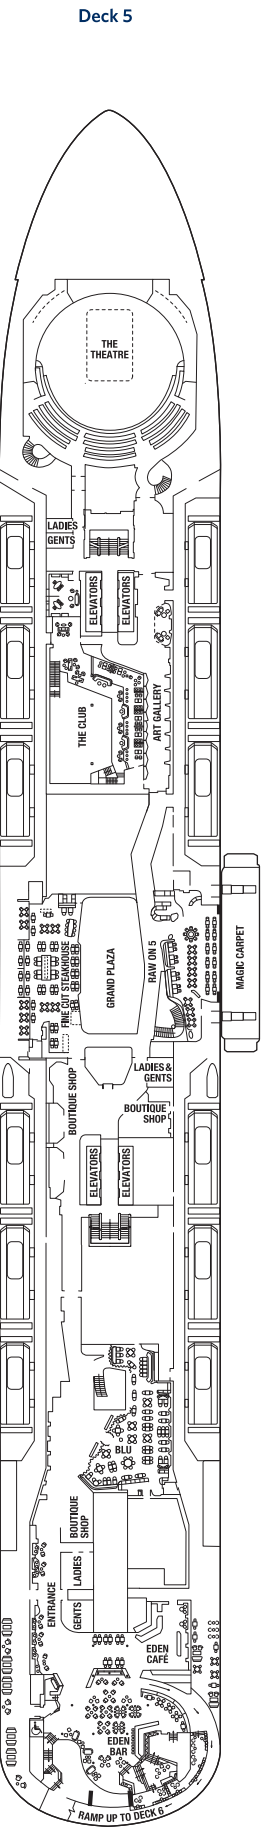 Deck 5
THE
THEATRE
LADIES
GENTS
ELEVATORS
ELEVATORS
THE CLUB
ART GALLERY
FINE CUT STEAKHOUSE
GRAND PLAZA
RAW ON 5
MAGIC CARPET
LADIES &
GENTS
BOUTIQUE SHOP
BOUTIQUE
SHOP
ELEVATORS
ELEVATORS
BLU
BOUTIQUE
SHOP
LADIES
ENTRANCE
GENTS
EDEN
CAFÉ
EDEN
BAR
RAMP UP TO DECK 6